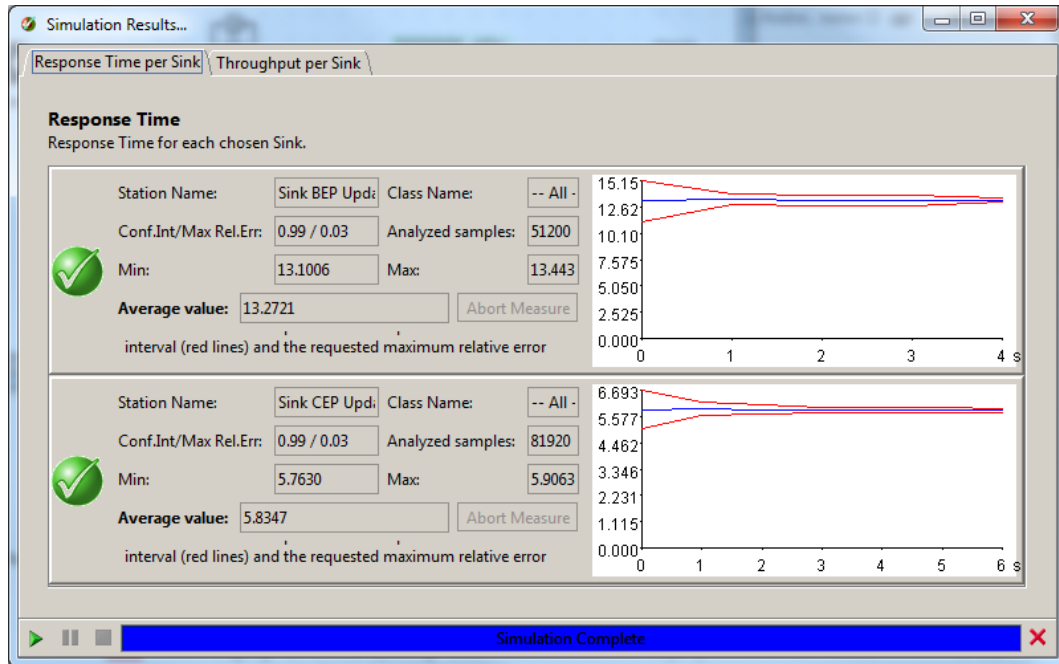 Simulation Results...
Response Time per Sink Throughput per Sink
Response Time
Response Time for each chosen Sink.
Station Name: Sink BEP Upda Class Name: -- All -
Conf.Int/Max Rel.Err: 0.99 / 0.03 Analyzed samples: 51200
Min: 13.1006 Max: 13.443
Average value: 13.2721 Abort Measure
interval (red lines) and the requested maximum relative error
15.15
12.62
10.10
7.575
5.050
2.525
0.000
0 1 2 3 4 s
Station Name: Sink CEP Upd Class Name: -- All -
Conf.Int/Max Rel.Err: 0.99 / 0.03 Analyzed samples: 81920
Min: 5.7630 Max: 5.9063
Average value: 5.8347 Abort Measure
interval (red lines) and the requested maximum relative error
6.693
5.577
4.462
3.346
2.231
1.115
0.000
0 1 2 3 4 5 6 s
Simulation Complete